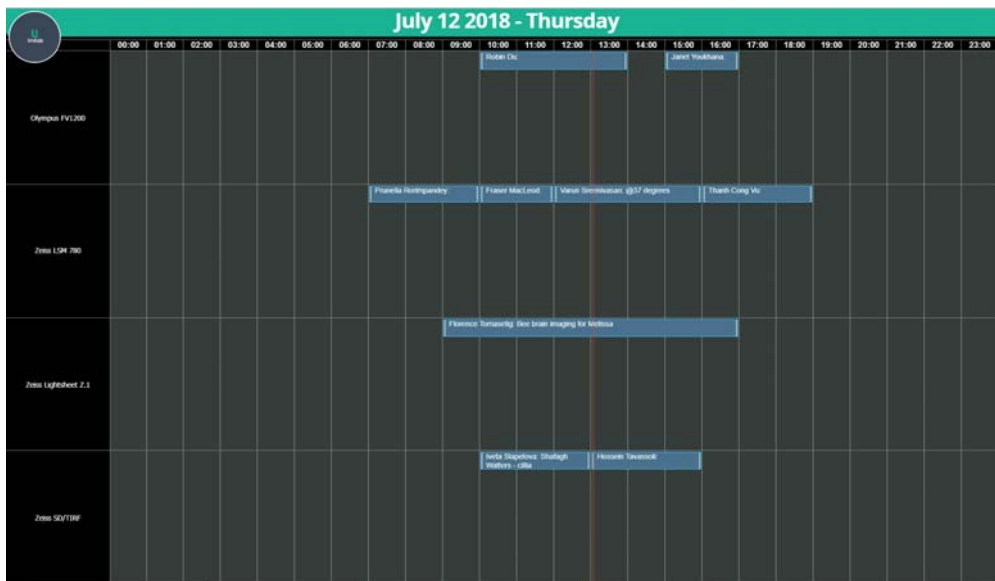 July 12 2018 - Thursday
00:00 01:00 02:00 03:00 04:00 05:00 06:00 07:00 08:00 09:00 10:00 11:00 12:00 13:00 14:00 15:00 16:00 17:00 18:00 19:00 20:00 21:00 22:00 23:00
Robin Du: Janet Youkhana:
Olympus FV1200
Prunella Rorimpandey: Fraser MacLeod: Varun Sreenivasan: @37 degrees Thanh Cong Vu:
Zeiss LSM 780
Florence Tomasetig: Bee brain imaging for Melissa
Zeiss Lightsheet Z.1
Iveta Slapetova: Shafagh Hossein Tavassoli:
Waters - cilia
Zeiss SD/TIRF